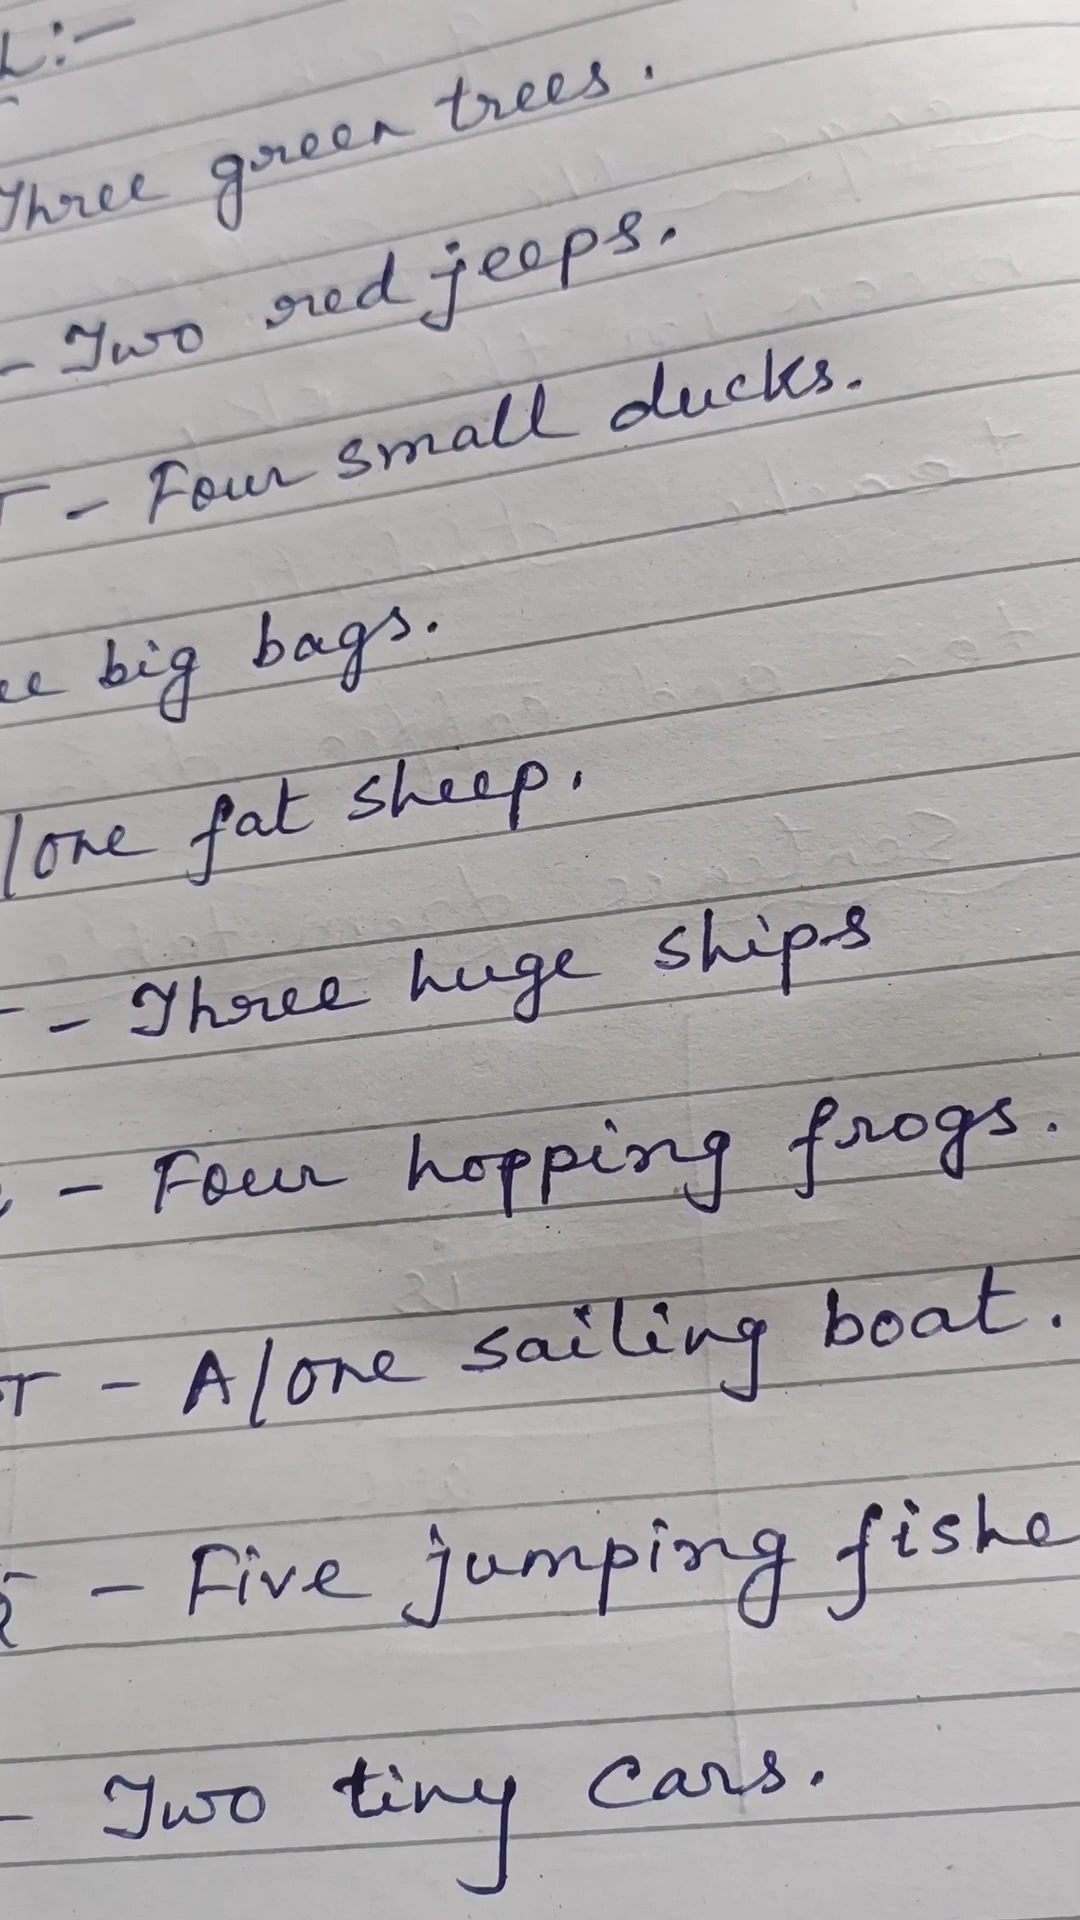 :-
Three green trees.
- Two red jeeps.
T - Four small ducks.
big bags.
/one fat sheep.
- Three huge ships
- Four hopping frogs.
T - A/one sailing boat.
- Five jumping fishe
- Two tiny cars.